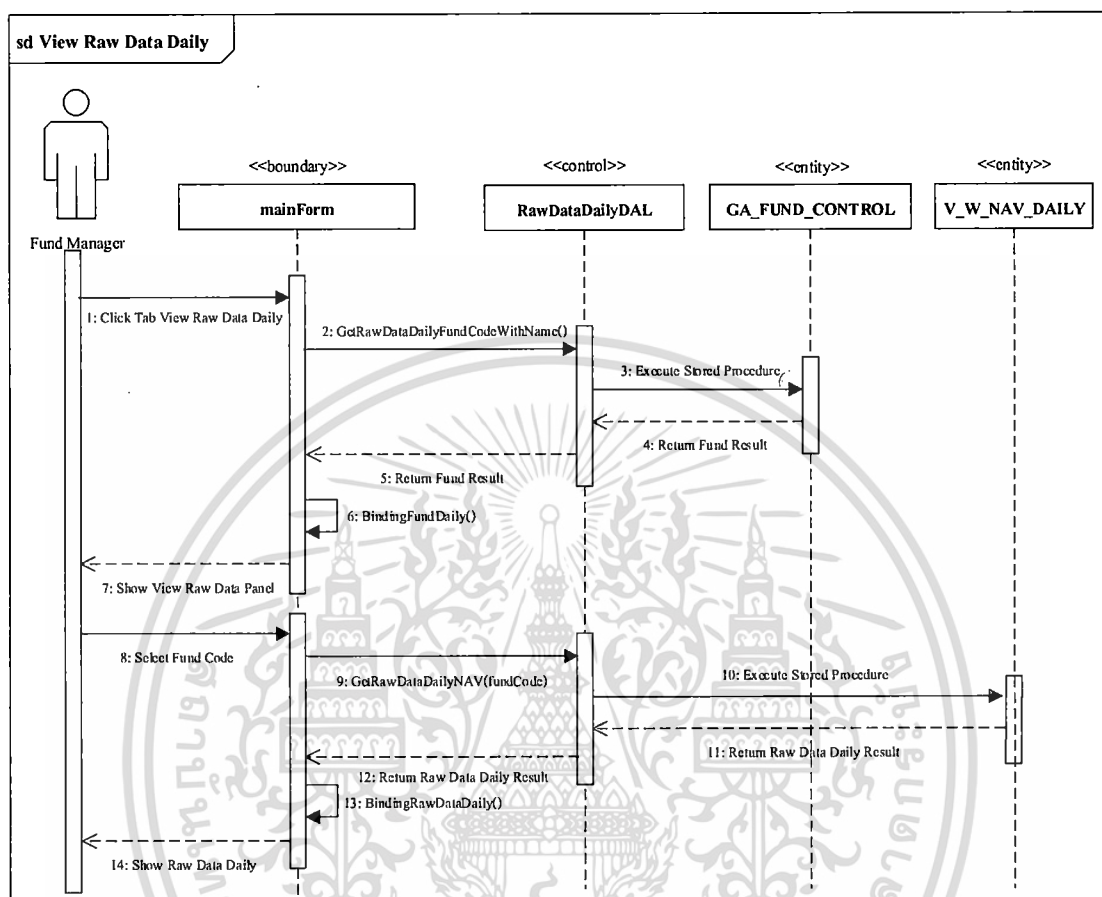 sd View Raw Data Daily
<<boundary>>
<<control>>
<<entity>>
<<entity>>
mainForm
RawDataDailyDAL
GA_FUND_CONTROL
V_W_NAV_DAILY
Fund Manager
1: Click Tab View Raw Data Daily
2: GetRawDataDailyFundCodeWithName()
3: Execute Stored Procedure
4: Return Fund Result
5: Return Fund Result
6: BindingFundDaily()
7: Show View Raw Data Panel
8: Select Fund Code
9: GetRawDataDailyNAV(fundCode)
10: Execute Stored Procedure
11: Return Raw Data Daily Result
12: Return Raw Data Daily Result
13: BindingRawDataDaily()
14: Show Raw Data Daily